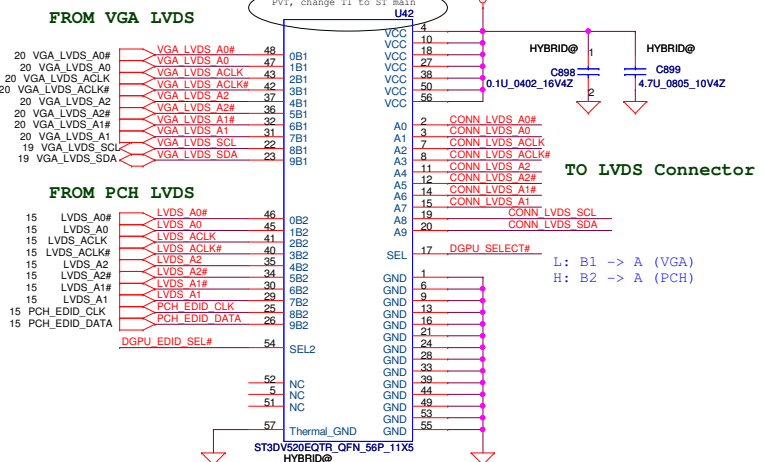 PVT, change TI to ST main
FROM VGA LVDS
U42
20 VGA_LVDS_A0# VGA_LVDS_A0# 48 0B1
20 VGA_LVDS_A0 VGA_LVDS_A0 47 1B1
20 VGA_LVDS_ACLK VGA_LVDS_ACLK 43 2B1
20 VGA_LVDS_ACLK# VGA_LVDS_ACLK# 42 3B1
20 VGA_LVDS_A2 VGA_LVDS_A2 37 4B1
20 VGA_LVDS_A2# VGA_LVDS_A2# 36 5B1
20 VGA_LVDS_A1# VGA_LVDS_A1# 32 6B1
20 VGA_LVDS_A1 VGA_LVDS_A1 31 7B1
19 VGA_LVDS_SCL VGA_LVDS_SCL 22 8B1
19 VGA_LVDS_SDA VGA_LVDS_SDA 23 9B1
VCC 4
VCC 10
VCC 18
VCC 27
VCC 38
VCC 50
VCC 56
HYBRID@ 1
C898
0.1U_0402_16V4Z
2
HYBRID@
C899
4.7U_0805_10V4Z
A0 2 CONN_LVDS_A0#
A1 3 CONN_LVDS_A0
A2 7 CONN_LVDS_ACLK
A3 8 CONN_LVDS_ACLK#
A4 11 CONN_LVDS_A2
A5 12 CONN_LVDS_A2#
A6 14 CONN_LVDS_A1#
A7 15 CONN_LVDS_A1
A8 19 CONN_LVDS_SCL
A9 20 CONN_LVDS_SDA
TO LVDS Connector
FROM PCH LVDS
15 LVDS_A0# LVDS_A0# 46 0B2
15 LVDS_A0 LVDS_A0 45 1B2
15 LVDS_ACLK LVDS_ACLK 41 2B2
15 LVDS_ACLK# LVDS_ACLK# 40 3B2
15 LVDS_A2 LVDS_A2 35 4B2
15 LVDS_A2# LVDS_A2# 34 5B2
15 LVDS_A1# LVDS_A1# 30 6B2
15 LVDS_A1 LVDS_A1 29 7B2
15 PCH_EDID_CLK PCH_EDID_CLK 25 8B2
15 PCH_EDID_DATA PCH_EDID_DATA 26 9B2
SEL 17 DGPU_SELECT#
L: B1 -> A (VGA)
H: B2 -> A (PCH)
DGPU_EDID_SEL# 54 SEL2
GND 1
GND 6
GND 9
GND 13
GND 16
GND 21
GND 24
GND 28
GND 33
GND 39
GND 44
GND 49
GND 53
GND 55
52 NC
5 NC
51 NC
57 Thermal_GND
ST3DV520EQTR_QFN_56P_11X5
HYBRID@